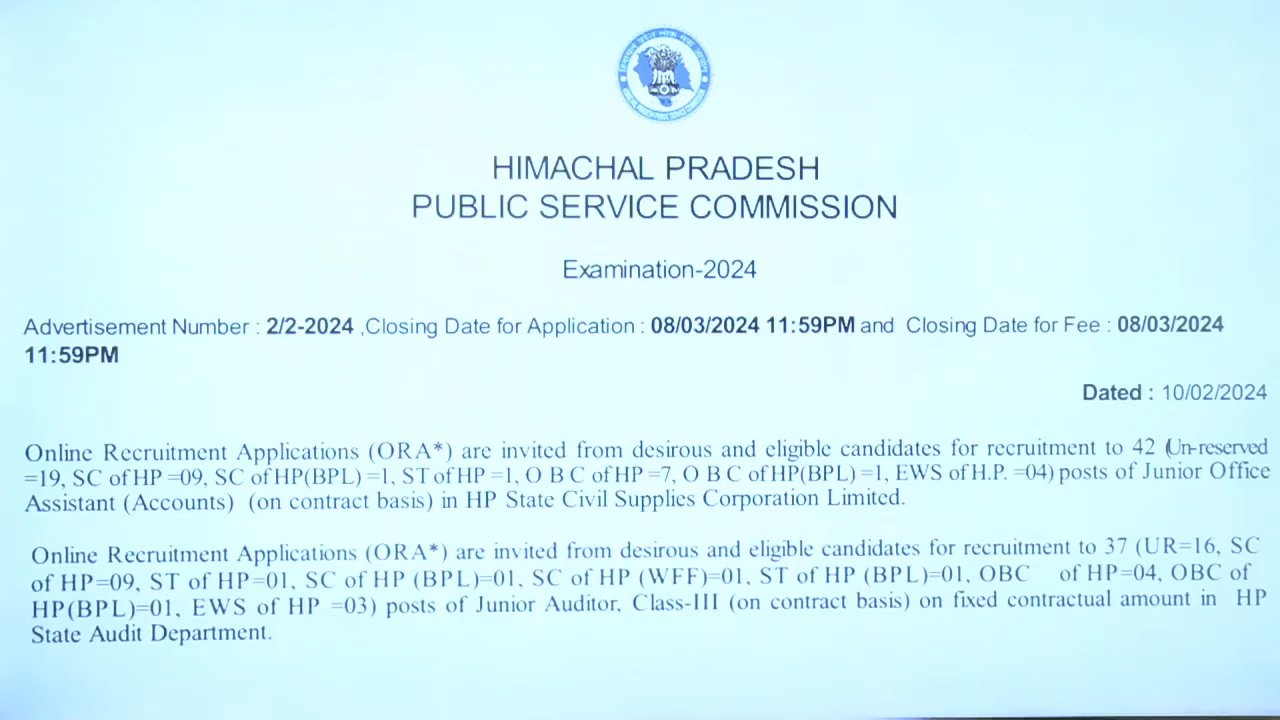 HIMACHAL PRADESH
PUBLIC SERVICE COMMISSION
Examination-2024
Advertisement Number : 2/2-2024 ,Closing Date for Application : 08/03/2024 11:59PM and Closing Date for Fee : 08/03/2024
11:59PM
Dated : 10/02/2024
Online Recruitment Applications (ORA*) are invited from desirous and eligible candidates for recruitment to 42 (Un-reserved
=19, SC of HP =09, SC of HP(BPL) =1, ST of HP =1, O B C of HP =7, O B C of HP(BPL) =1, EWS of H.P. =04) posts of Junior Office
Assistant (Accounts) (on contract basis) in HP State Civil Supplies Corporation Limited.
Online Recruitment Applications (ORA*) are invited from desirous and eligible candidates for recruitment to 37 (UR=16, SC
of HP=09, ST of HP=01, SC of HP (BPL)=01, SC of HP (WFF)=01, ST of HP (BPL)=01, OBC of HP=04, OBC of
HP(BPL)=01, EWS of HP =03) posts of Junior Auditor, Class-III (on contract basis) on fixed contractual amount in HP
State Audit Department.